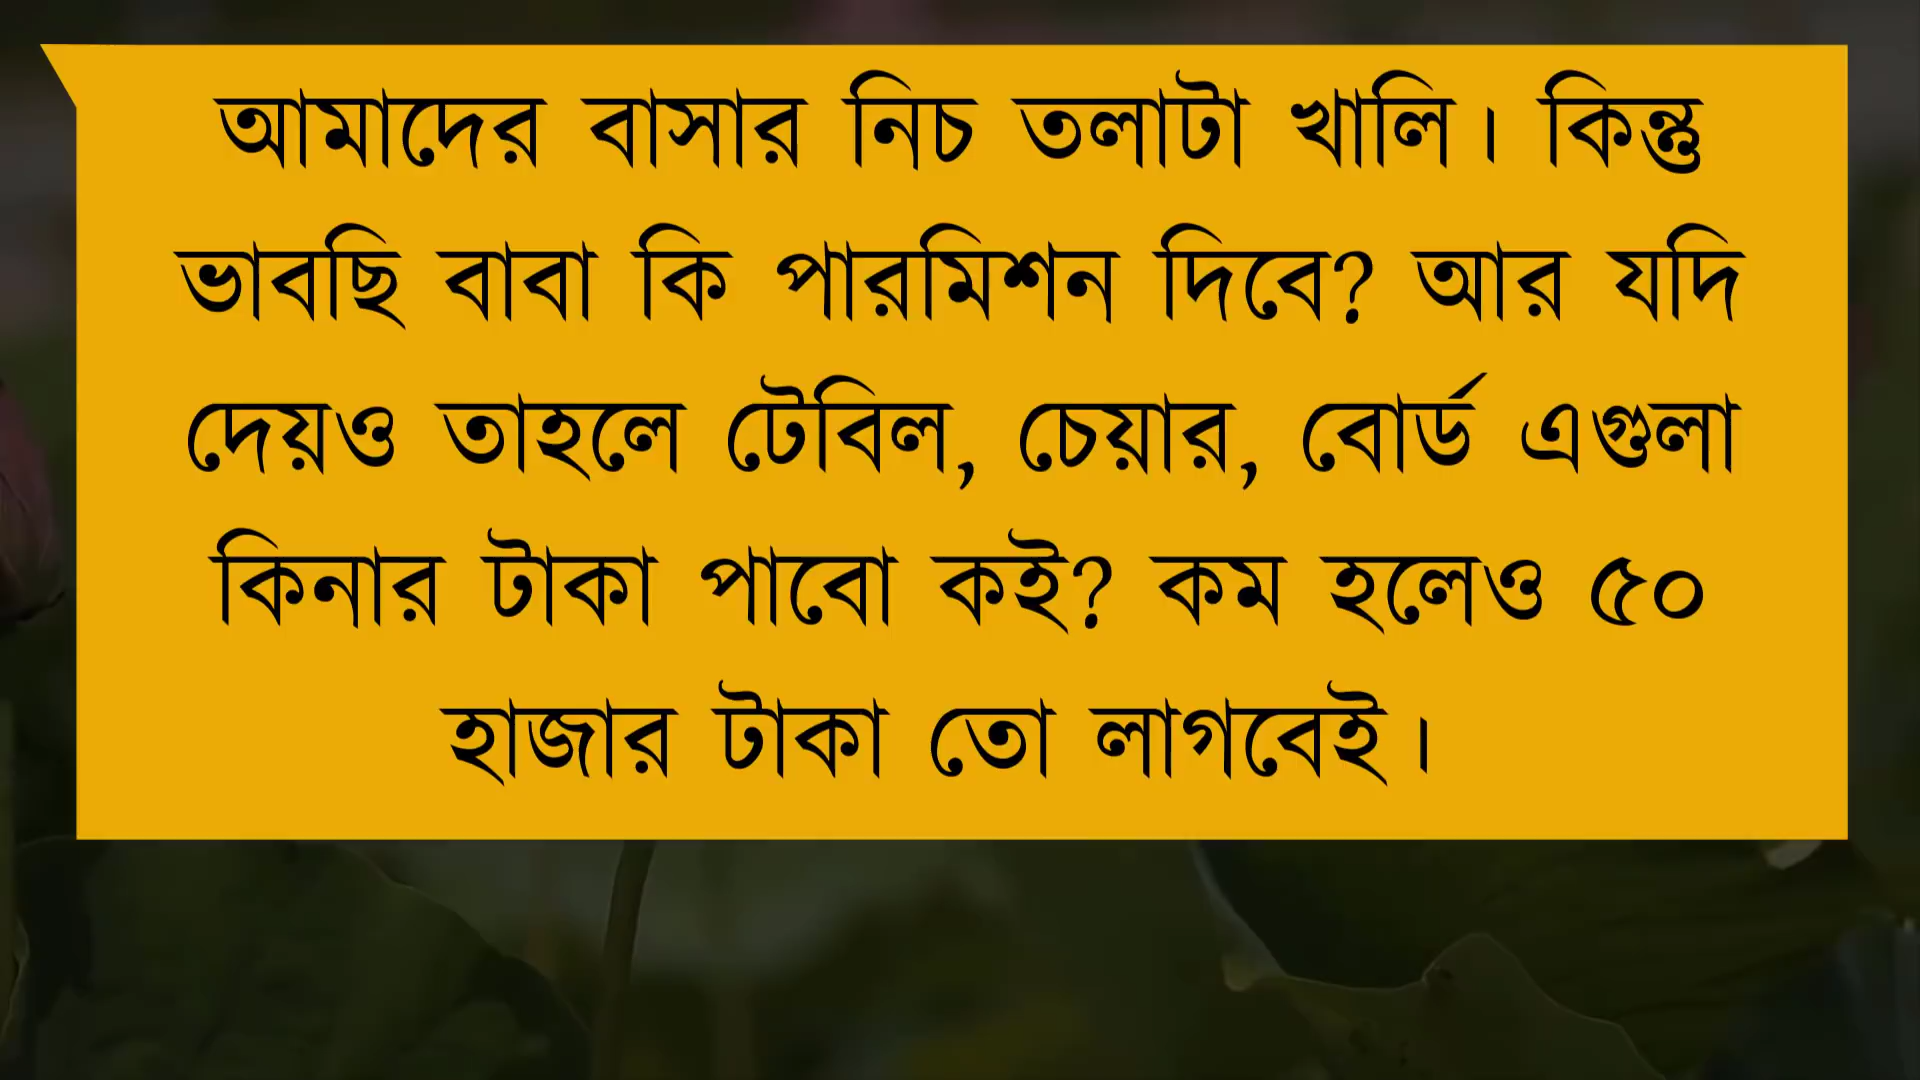 আমাদের বাসার নিচ তলাটা খালি। কিন্তু
ভাবছি বাবা কি পারমিশন দিবে? আর যদি
দেয়ও তাহলে টেবিল, চেয়ার, বোর্ড এগুলা
কিনার টাকা পাবো কই? কম হলেও ৫০
হাজার টাকা তো লাগবেই।